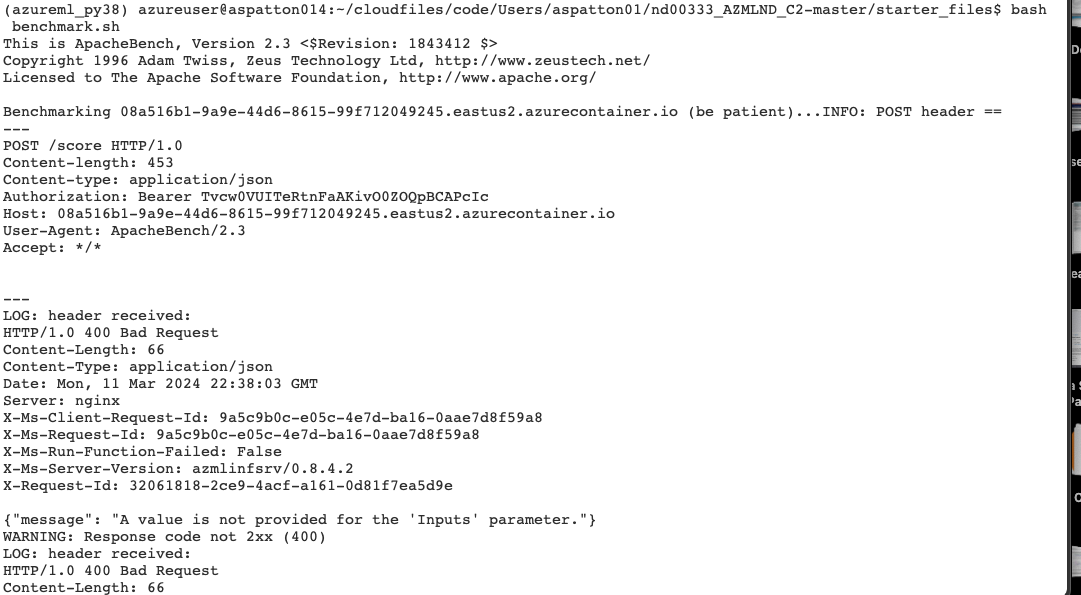 (azureml_py38) azureuser@aspatton014:~/cloudfiles/code/Users/aspatton01/nd00333_AZMLND_C2-master/starter_files$ bash
benchmark.sh
This is ApacheBench, Version 2.3 <$Revision: 1843412 $>
Copyright 1996 Adam Twiss, Zeus Technology Ltd, http://www.zeustech.net/
Licensed to The Apache Software Foundation, http://www.apache.org/

Benchmarking 08a516b1-9a9e-44d6-8615-99f712049245.eastus2.azurecontainer.io (be patient)...INFO: POST header ==
---
POST /score HTTP/1.0
Content-length: 453
Content-type: application/json
Authorization: Bearer Tvcw0VUITeRtnFaAKivO0ZOQpBCAPcIc
Host: 08a516b1-9a9e-44d6-8615-99f712049245.eastus2.azurecontainer.io
User-Agent: ApacheBench/2.3
Accept: */*

---
LOG: header received:
HTTP/1.0 400 Bad Request
Content-Length: 66
Content-Type: application/json
Date: Mon, 11 Mar 2024 22:38:03 GMT
Server: nginx
X-Ms-Client-Request-Id: 9a5c9b0c-e05c-4e7d-ba16-0aae7d8f59a8
X-Ms-Request-Id: 9a5c9b0c-e05c-4e7d-ba16-0aae7d8f59a8
X-Ms-Run-Function-Failed: False
X-Ms-Server-Version: azmlinfsrv/0.8.4.2
X-Request-Id: 32061818-2ce9-4acf-a161-0d81f7ea5d9e

{"message": "A value is not provided for the 'Inputs' parameter."}
WARNING: Response code not 2xx (400)
LOG: header received:
HTTP/1.0 400 Bad Request
Content-Length: 66